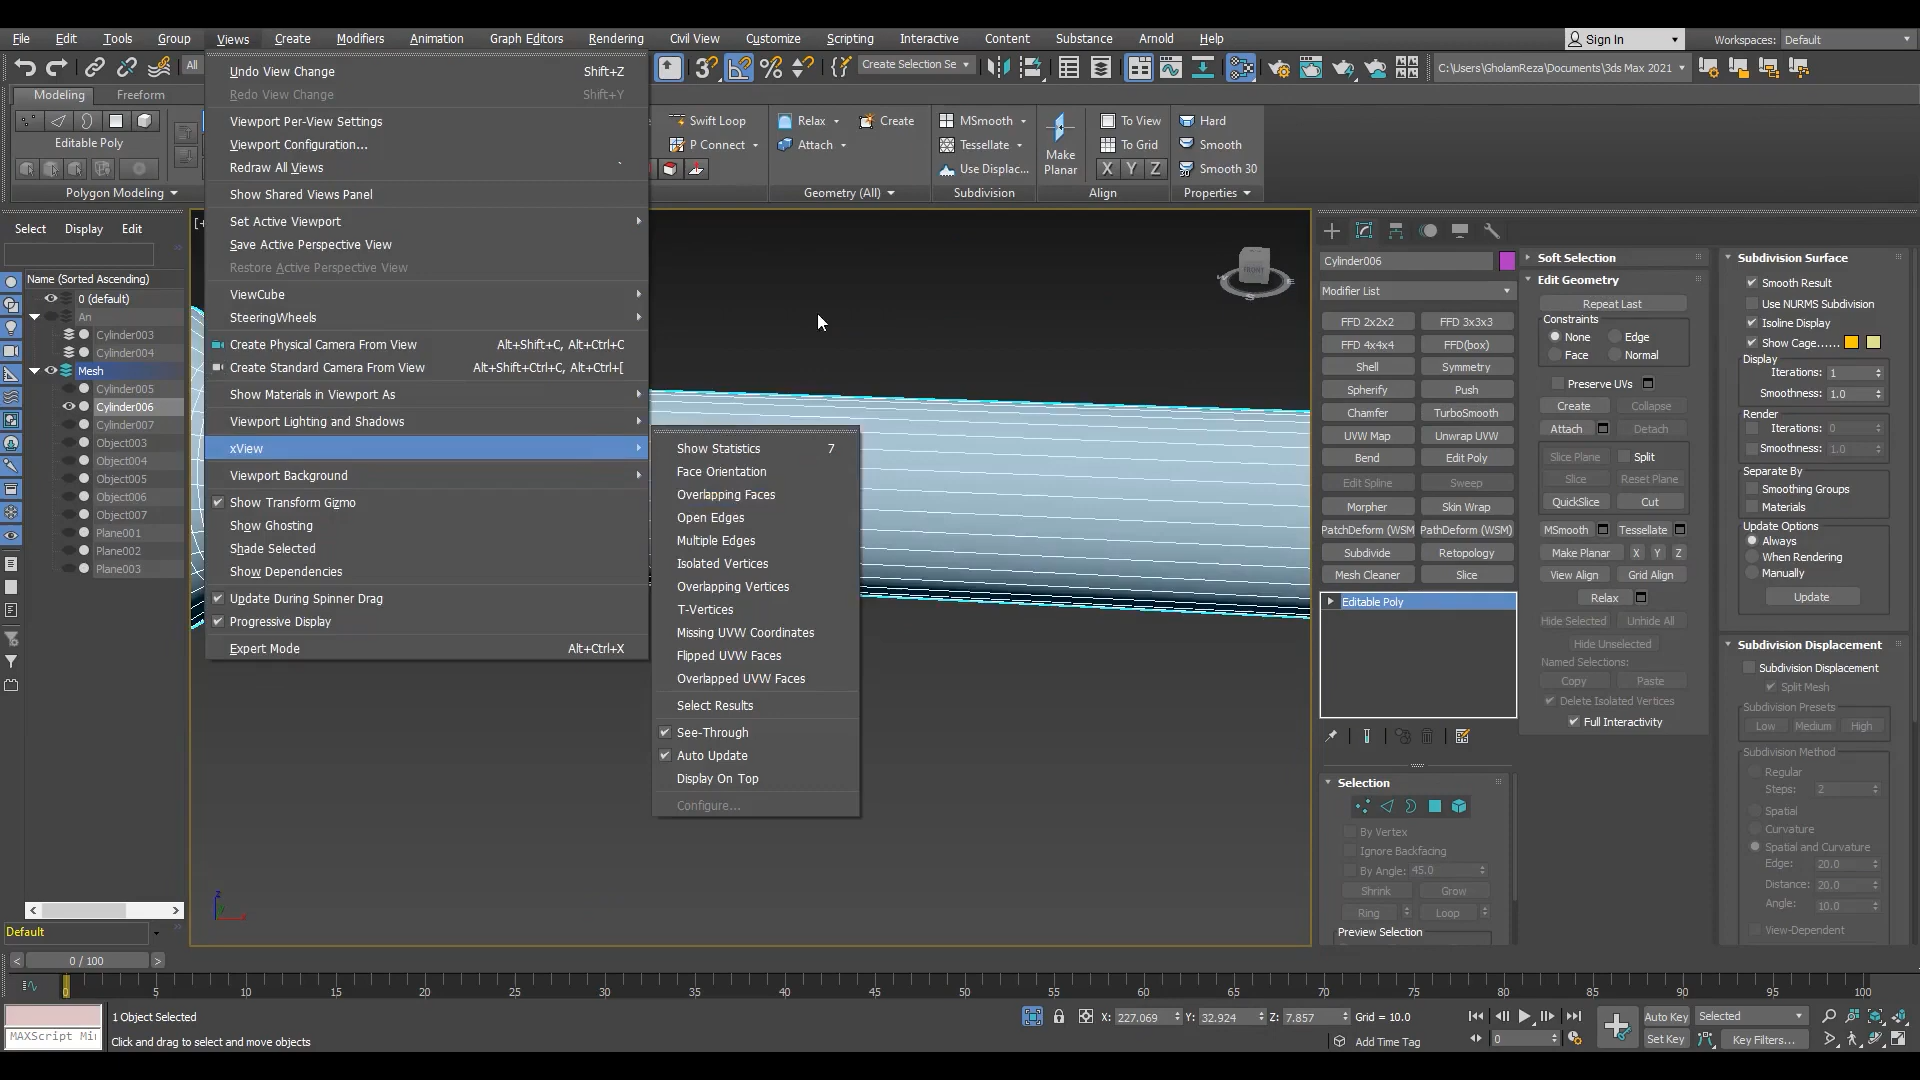 File Edit Tools Group Views Create Modifiers Animation Graph Editors Rendering Civil View Customize Scripting Interactive Content Substance Arnold Help Sign In Workspaces: Default
All Create Selection Se C:\Users\GholamReza\Documents\3ds Max 2021
Modeling Freeform
Editable Poly
Polygon Modeling
Swift Loop
P Connect
Relax Create
Attach
Geometry (All)
MSmooth
Tessellate
Use Displac...
Subdivision
Make
Planar
To View
To Grid
X Y Z
Align
Hard
Smooth
Smooth 30
Properties
Undo View Change Shift+Z
Redo View Change Shift+Y
Viewport Per-View Settings
Viewport Configuration...
Redraw All Views `
Show Shared Views Panel
Set Active Viewport
Save Active Perspective View
Restore Active Perspective View
ViewCube
SteeringWheels
Create Physical Camera From View Alt+Shift+C, Alt+Ctrl+C
Create Standard Camera From View Alt+Shift+Ctrl+C, Alt+Ctrl+[
Show Materials in Viewport As
Viewport Lighting and Shadows
xView
Viewport Background
Show Transform Gizmo
Show Ghosting
Shade Selected
Show Dependencies
Update During Spinner Drag
Progressive Display
Expert Mode Alt+Ctrl+X
Show Statistics 7
Face Orientation
Overlapping Faces
Open Edges
Multiple Edges
Isolated Vertices
Overlapping Vertices
T-Vertices
Missing UVW Coordinates
Flipped UVW Faces
Overlapped UVW Faces
Select Results
See-Through
Auto Update
Display On Top
Configure...
Select Display Edit
Name (Sorted Ascending)
0 (default)
An
Cylinder003
Cylinder004
Mesh
Cylinder005
Cylinder006
Cylinder007
Object003
Object004
Object005
Object006
Object007
Plane001
Plane002
Plane003
Default
[+
FRONT
S
z
Cylinder006
Modifier List
FFD 2x2x2 FFD 3x3x3
FFD 4x4x4 FFD(box)
Shell Symmetry
Spherify Push
Chamfer TurboSmooth
UVW Map Unwrap UVW
Bend Edit Poly
Edit Spline Sweep
Morpher Skin Wrap
PatchDeform (WSM PathDeform (WSM)
Subdivide Retopology
Mesh Cleaner Slice
Editable Poly
Selection
By Vertex
Ignore Backfacing
By Angle: 45.0
Shrink Grow
Ring Loop
Preview Selection
Soft Selection
Edit Geometry
Repeat Last
Constraints
None Edge
Face Normal
Preserve UVs
Create Collapse
Attach Detach
Slice Plane Split
Slice Reset Plane
QuickSlice Cut
MSmooth Tessellate
Make Planar X Y Z
View Align Grid Align
Relax
Hide Selected Unhide All
Hide Unselected
Named Selections:
Copy Paste
Delete Isolated Vertices
Full Interactivity
Subdivision Surface
Smooth Result
Use NURMS Subdivision
Isoline Display
Show Cage......
Display
Iterations: 1
Smoothness: 1.0
Render
Iterations: 0
Smoothness: 1.0
Separate By
Smoothing Groups
Materials
Update Options
Always
When Rendering
Manually
Update
Subdivision Displacement
Subdivision Displacement
Split Mesh
Subdivision Presets
Low Medium High
Subdivision Method
Regular
Steps: 2
Spatial
Curvature
Spatial and Curvature
Edge: 20.0
Distance: 20.0
Angle: 10.0
View-Dependent
< 0 / 100 >
0 5 10 15 20 25 30 35 40 45 50 55 60 65 70 75 80 85 90 95 100
1 Object Selected X: 227.069 Y: 32.924 Z: 7.857 Grid = 10.0 Auto Key Selected
MAXScript Mi Click and drag to select and move objects Add Time Tag 0 Set Key Key Filters...